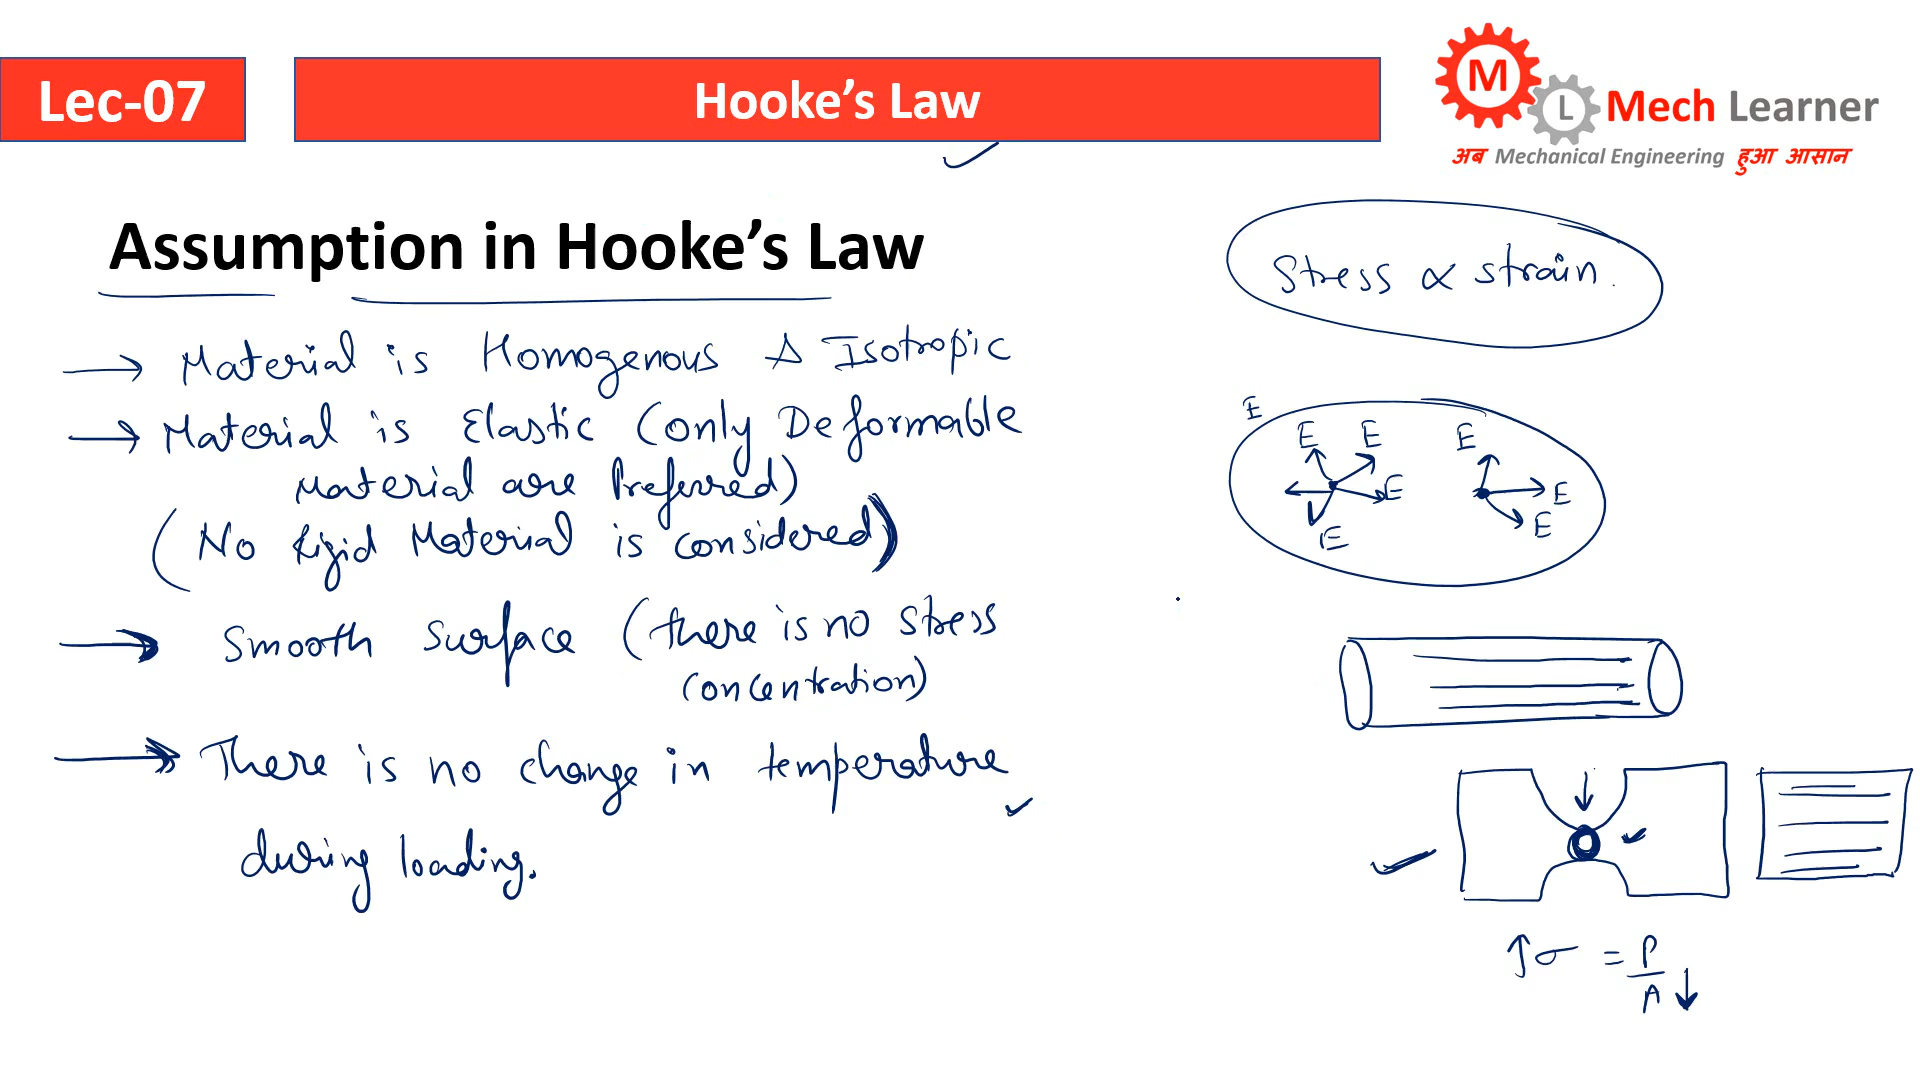 Lec-07
Hooke's Law
M
L
Mech Learner
अब Mechanical Engineering हुआ आसान
Assumption in Hooke's Law
Stress ∝ strain.
→ Material is Homogenous & Isotropic
→ Material is Elastic (only Deformable
Material are Preferred)
(No Rigid Material is considered)
→ Smooth Surface (there is no stress
concentration)
→ There is no change in temperature
during loading.
E
E E E
E E
E E
↑σ = P/A ↓